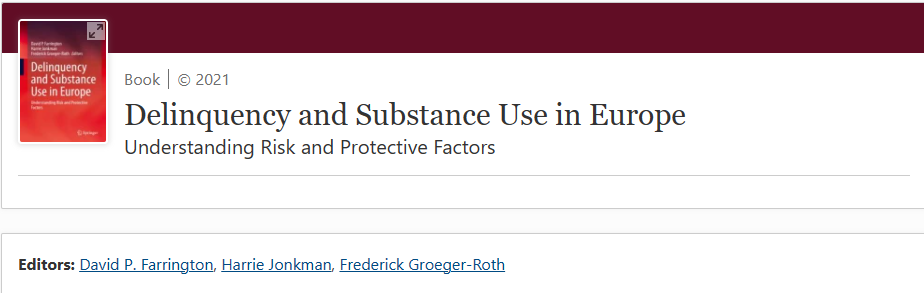 David P. Farrington
Harrie Jonkman
Frederick Groeger-Roth Editors
Delinquency
and Substance
Use in Europe
Understanding Risk and Protective
Factors
Springer
Book | © 2021
Delinquency and Substance Use in Europe
Understanding Risk and Protective Factors
Editors: David P. Farrington, Harrie Jonkman, Frederick Groeger-Roth